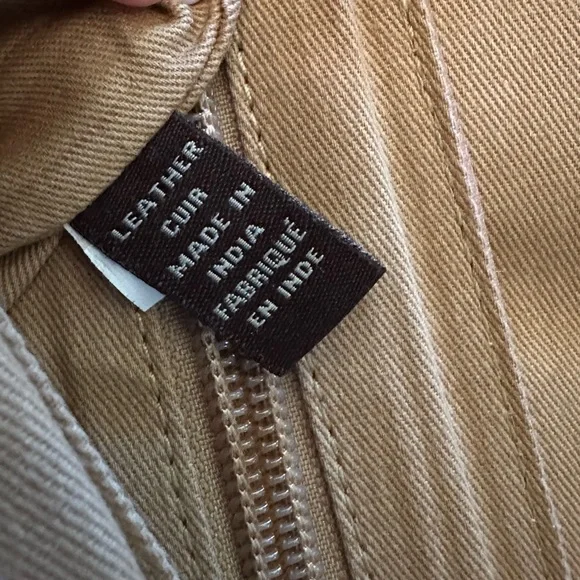 LEATHER
CUIR
MADE IN
INDIA
FABRIQUÉ
EN INDE